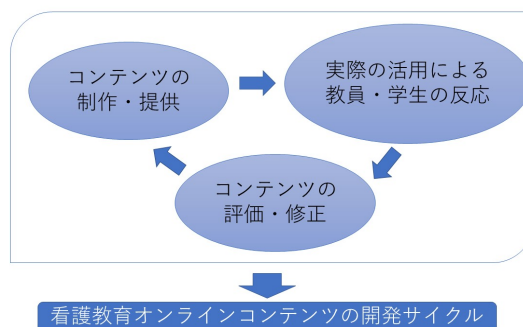 コンテンツの
制作・提供
実際の活用による
教員・学生の反応
コンテンツの
評価・修正
看護教育オンラインコンテンツの開発サイクル